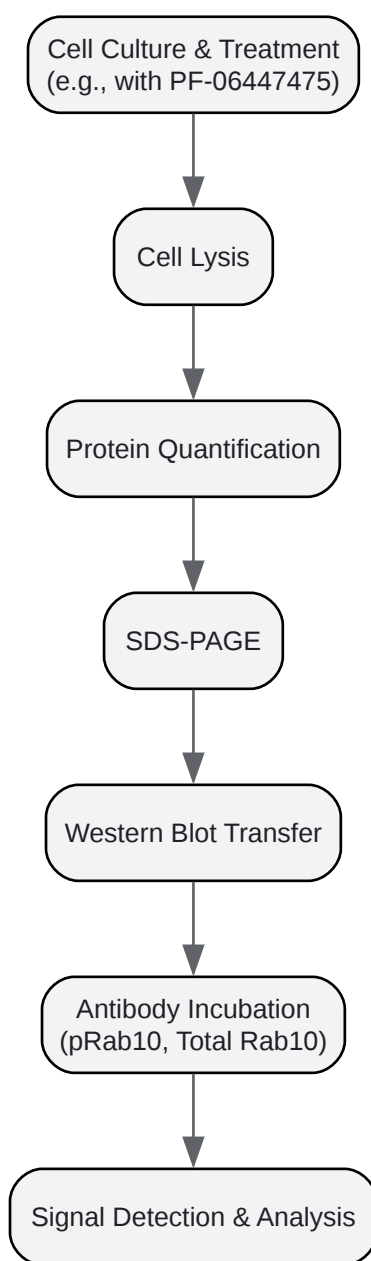 Cell Culture & Treatment
(e.g., with PF-06447475)
Cell Lysis
Protein Quantification
SDS-PAGE
Western Blot Transfer
Antibody Incubation
(pRab10, Total Rab10)
Signal Detection & Analysis